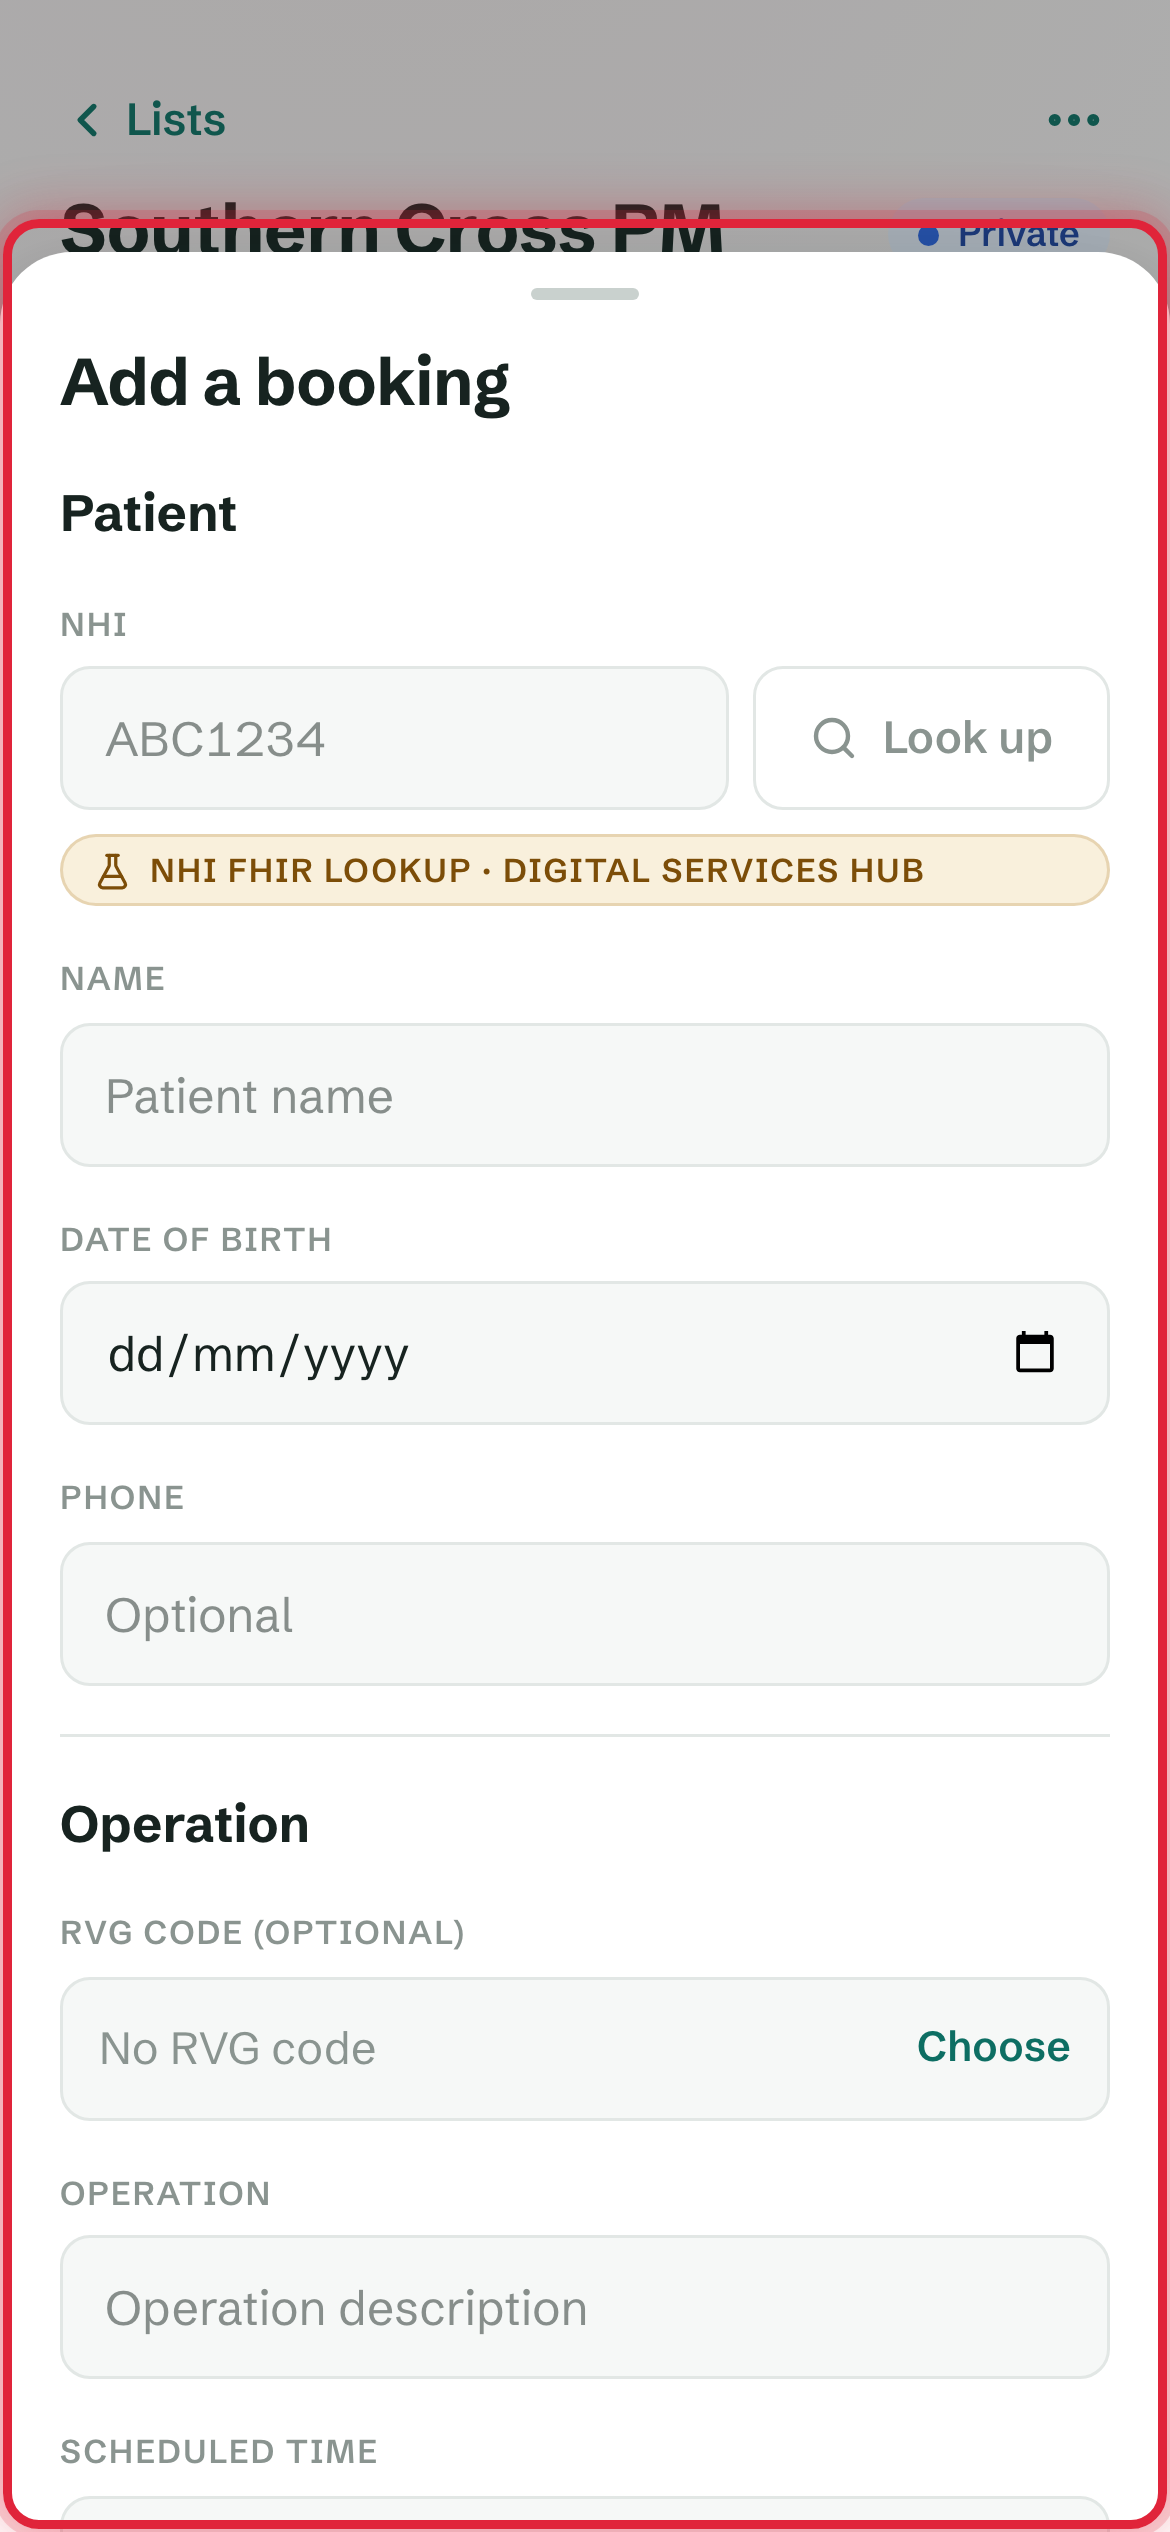 Lists
Southern Cross PM
Private
Add a booking
Patient
NHI
ABC1234
Look up
NHI FHIR LOOKUP · DIGITAL SERVICES HUB
NAME
Patient name
DATE OF BIRTH
dd/mm/yyyy
PHONE
Optional
Operation
RVG CODE (OPTIONAL)
No RVG code
Choose
OPERATION
Operation description
SCHEDULED TIME